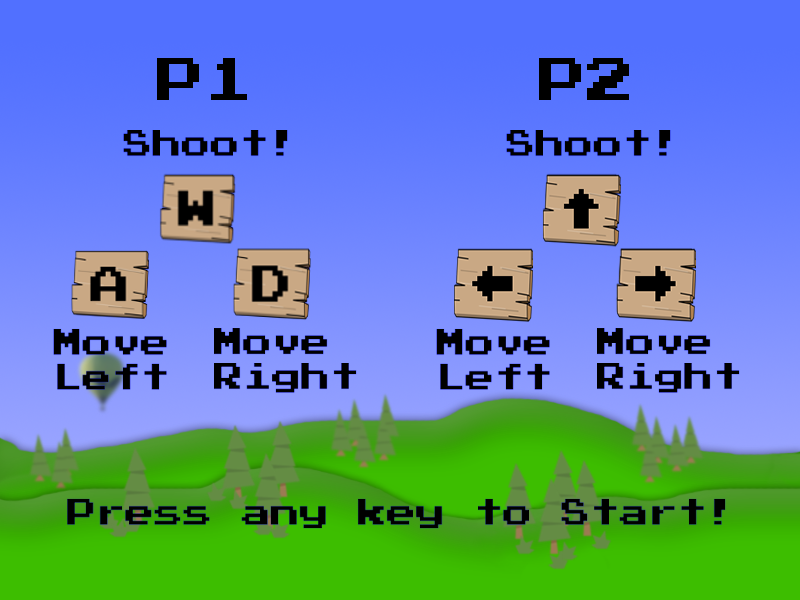 P1
Shoot!
W
A D
Move Left
Move Right
P2
Shoot!
↑
← →
Move Left
Move Right
Press any key to Start!